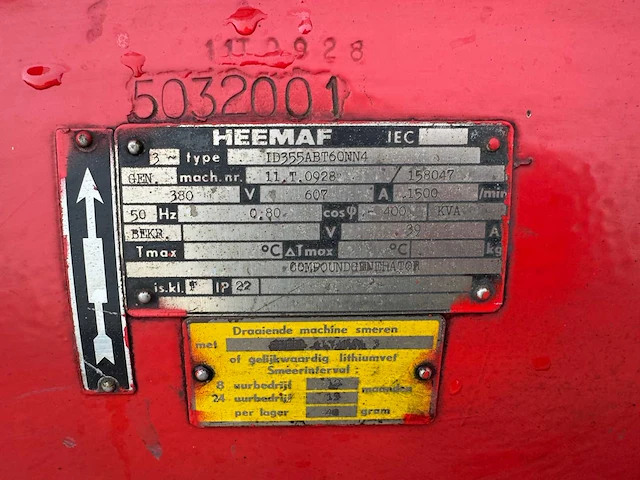 11T0928
5032001
HEEMAF IEC
3~ type ID355ABT60NN4
GEN. mach.nr. 11.T.0928 / 158047
380 V 607 A 1500 /min
50 Hz 0.80 cosφ 400 KVA
BEKR. V 39 A
Tmax °C ΔTmax °C kg
COMPOUNDGENERATOR
is.kl. F IP 22
Draaiende machine smeren
met
of gelijkwaardig lithiumvet
Smeerinterval:
8 uurbedrijf maanden
24 uurbedrijf
per lager gram